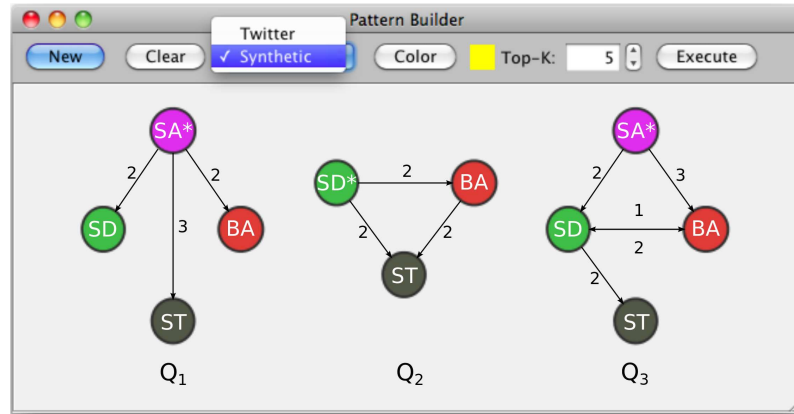 Twitter
Pattern Builder
New
Clear
✓ Synthetic
Color
Top-K:
5
Execute
SA*
2
2
3
SD
BA
ST
Q1
SD*
2
BA
2
2
ST
Q2
SA*
2
3
SD
1
2
BA
2
ST
Q3